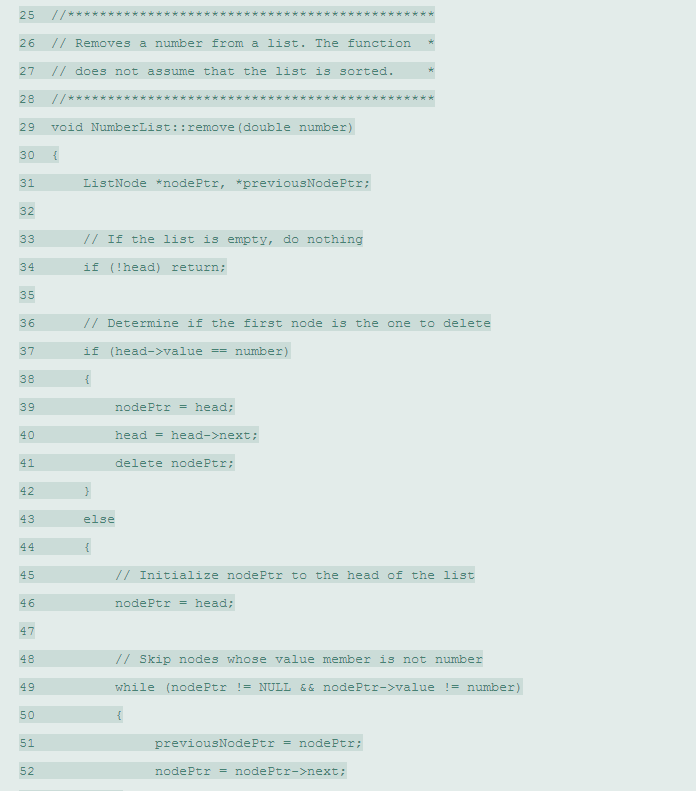 25  //**********************************************
26  // Removes a number from a list. The function  *
27  // does not assume that the list is sorted.    *
28  //**********************************************
29  void NumberList::remove(double number)
30  {
31      ListNode *nodePtr, *previousNodePtr;
32
33      // If the list is empty, do nothing
34      if (!head) return;
35
36      // Determine if the first node is the one to delete
37      if (head->value == number)
38      {
39          nodePtr = head;
40          head = head->next;
41          delete nodePtr;
42      }
43      else
44      {
45          // Initialize nodePtr to the head of the list
46          nodePtr = head;
47
48          // Skip nodes whose value member is not number
49          while (nodePtr != NULL && nodePtr->value != number)
50          {
51               previousNodePtr = nodePtr;
52               nodePtr = nodePtr->next;